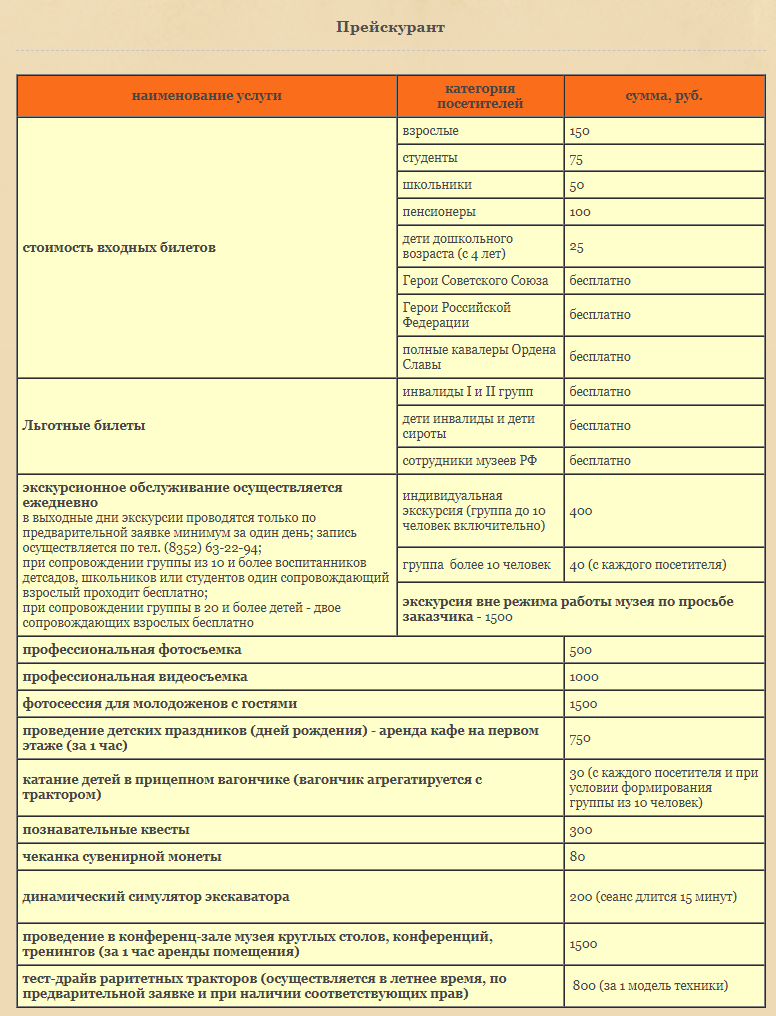 Прейскурант
наименование услуги
категория
посетителей
сумма, руб.
стоимость входных билетов
взрослые
150
студенты
75
школьники
50
пенсионеры
100
дети дошкольного
возраста (с 4 лет)
25
Герои Советского Союза
бесплатно
Герои Российской
Федерации
бесплатно
полные кавалеры Ордена
Славы
бесплатно
Льготные билеты
инвалиды I и II групп
бесплатно
дети инвалиды и дети
сироты
бесплатно
сотрудники музеев РФ
бесплатно
экскурсионное обслуживание осуществляется
ежедневно
в выходные дни экскурсии проводятся только по
предварительной заявке минимум за один день; запись
осуществляется по тел. (8352) 63-22-94;
при сопровождении группы из 10 и более воспитанников
детсадов, школьников или студентов один сопровождающий
взрослый проходит бесплатно;
при сопровождении группы в 20 и более детей - двое
сопровождающих взрослых бесплатно
индивидуальная
экскурсия (группа до 10
человек включительно)
400
группа более 10 человек
40 (с каждого посетителя)
экскурсия вне режима работы музея по просьбе
заказчика - 1500
профессиональная фотосъемка
500
профессиональная видеосъемка
1000
фотосессия для молодоженов с гостями
1500
проведение детских праздников (дней рождения) - аренда кафе на первом
этаже (за 1 час)
750
катание детей в прицепном вагончике (вагончик агрегатируется с
трактором)
30 (с каждого посетителя и при
условии формирования
группы из 10 человек)
познавательные квесты
300
чеканка сувенирной монеты
80
динамический симулятор экскаватора
200 (сеанс длится 15 минут)
проведение в конференц-зале музея круглых столов, конференций,
тренингов (за 1 час аренды помещения)
1500
тест-драйв раритетных тракторов (осуществляется в летнее время, по
предварительной заявке и при наличии соответствующих прав)
800 (за 1 модель техники)